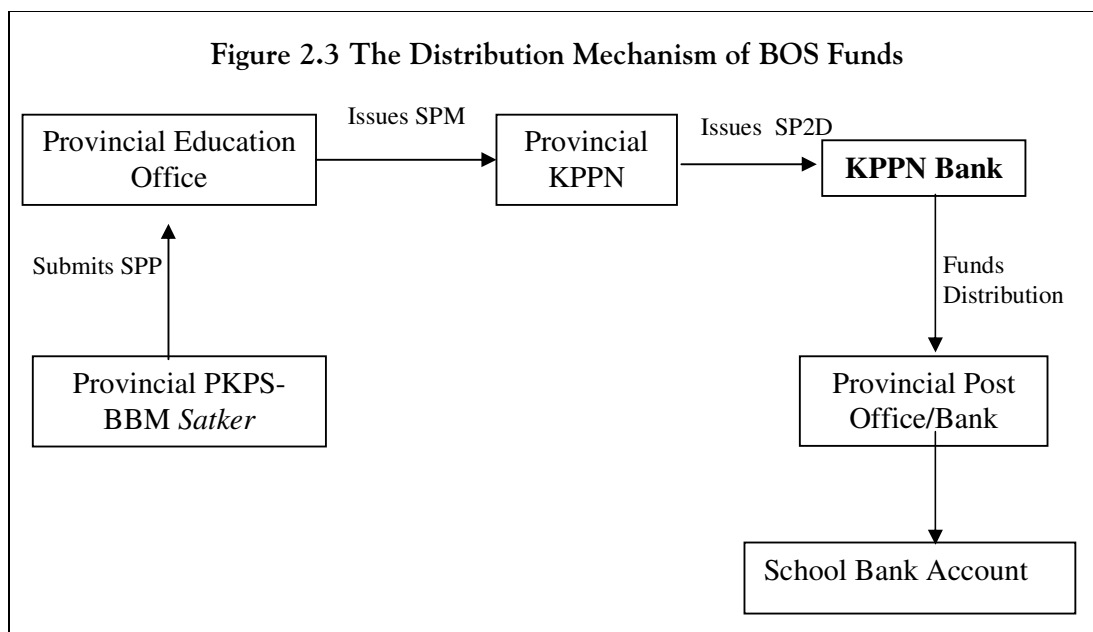 Figure 2.3 The Distribution Mechanism of BOS Funds
Issues SPM
Issues SP2D
Provincial Education
Office
Provincial
KPPN
KPPN Bank
Submits SPP
Funds
Distribution
Provincial PKPS-
BBM Satker
Provincial Post
Office/Bank
School Bank Account